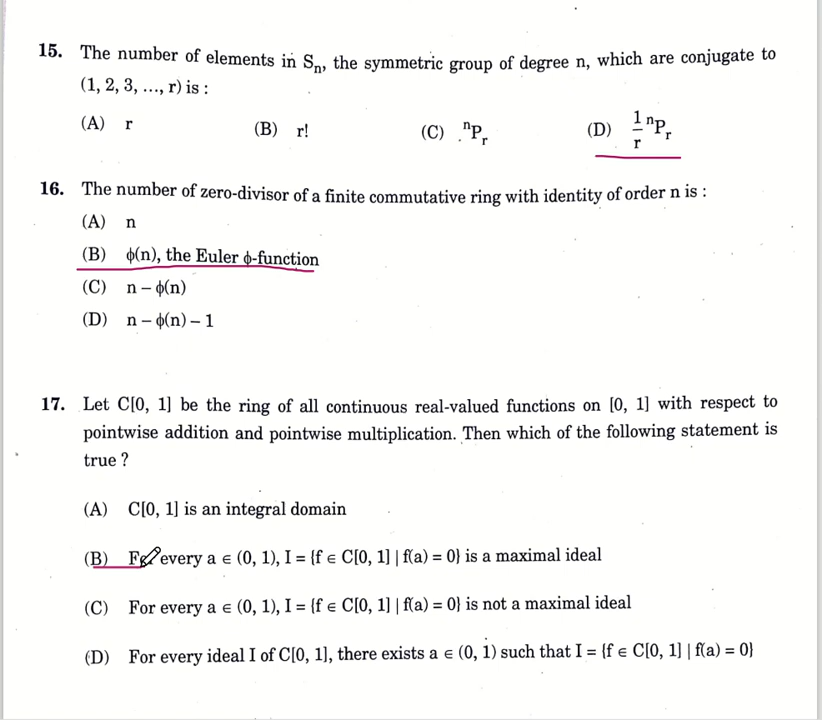 15. The number of elements in Sₙ, the symmetric group of degree n, which are conjugate to
(1, 2, 3, ..., r) is :
(A) r (B) r! (C) ⁿPᵣ (D) 1/r ⁿPᵣ
16. The number of zero-divisor of a finite commutative ring with identity of order n is :
(A) n
(B) ϕ(n), the Euler ϕ-function
(C) n – ϕ(n)
(D) n – ϕ(n) – 1
17. Let C[0, 1] be the ring of all continuous real-valued functions on [0, 1] with respect to
pointwise addition and pointwise multiplication. Then which of the following statement is
true ?
(A) C[0, 1] is an integral domain
(B) every a ∈ (0, 1), I = {f ∈ C[0, 1] | f(a) = 0} is a maximal ideal
(C) For every a ∈ (0, 1), I = {f ∈ C[0, 1] | f(a) = 0} is not a maximal ideal
(D) For every ideal I of C[0, 1], there exists a ∈ (0, 1) such that I = {f ∈ C[0, 1] | f(a) = 0}